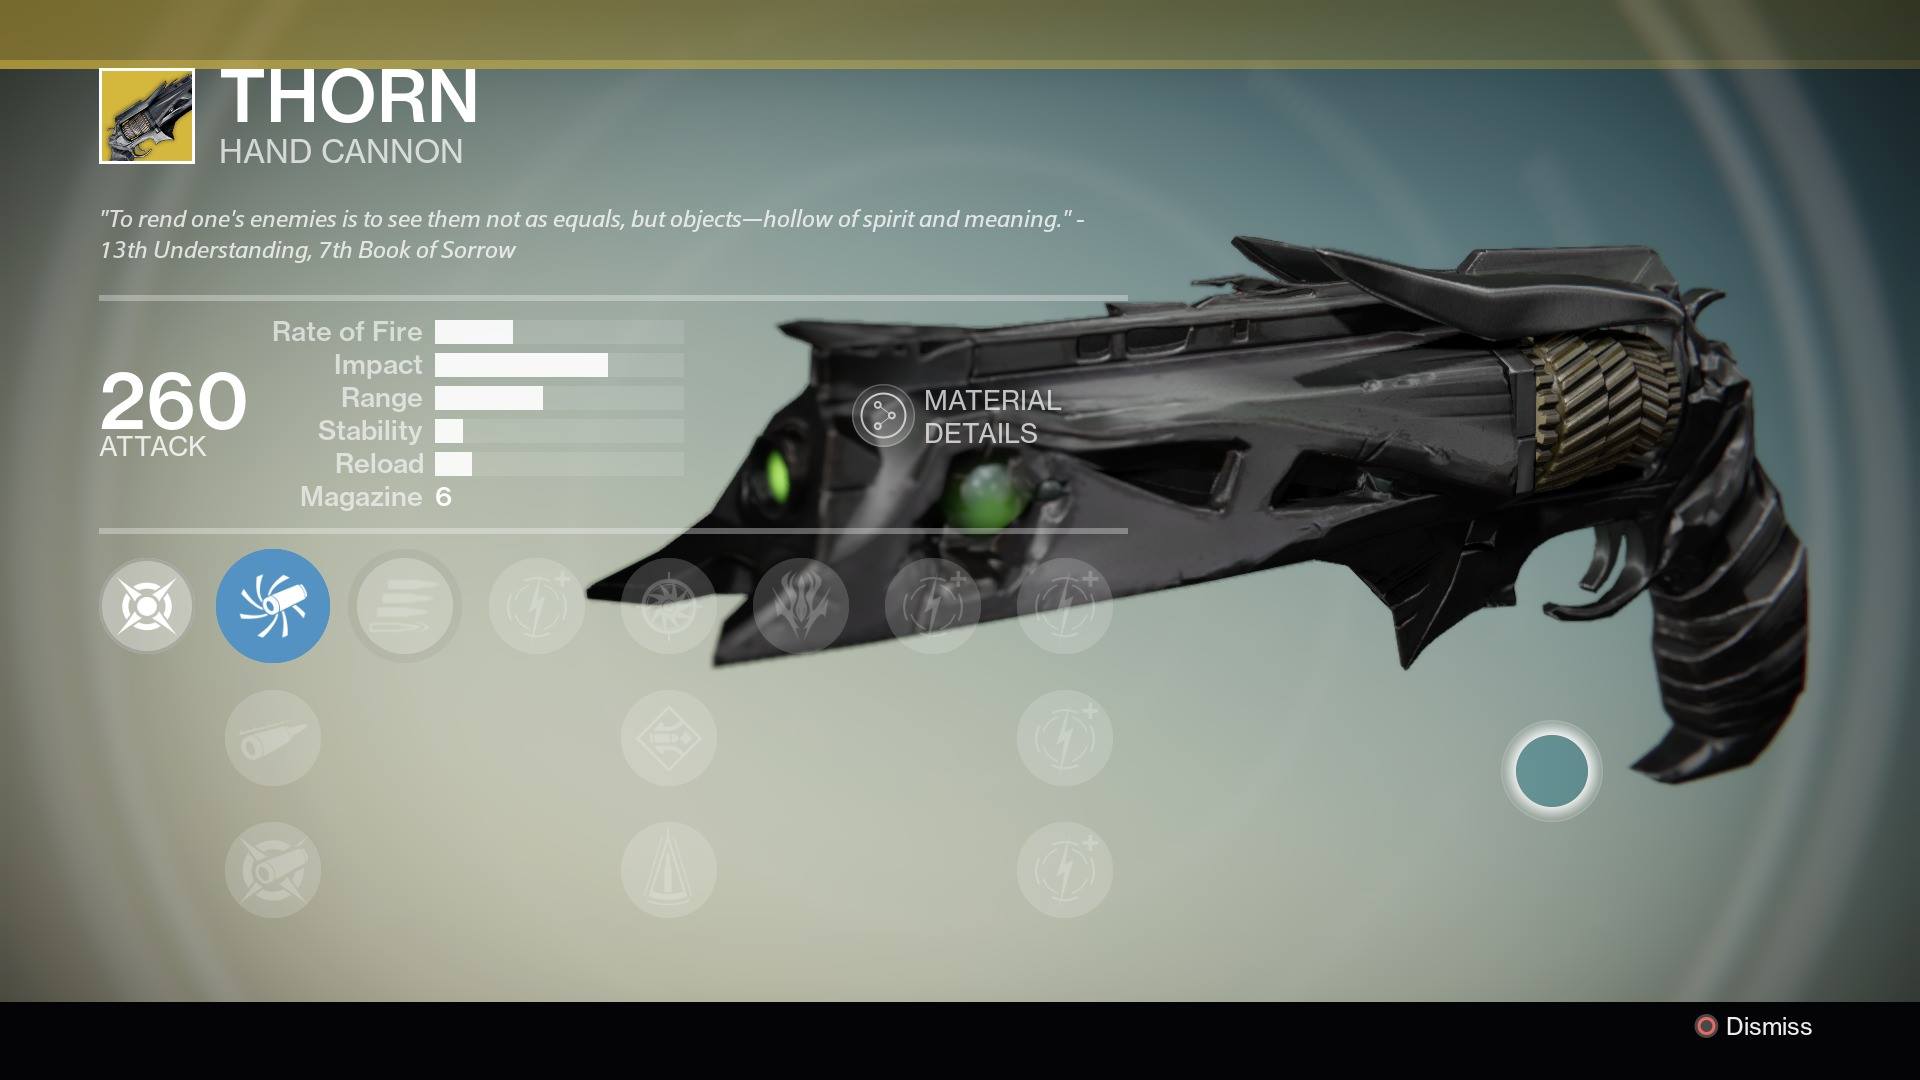 THORN
HAND CANNON
"To rend one's enemies is to see them not as equals, but objects—hollow of spirit and meaning." -
13th Understanding, 7th Book of Sorrow
260
ATTACK
Rate of Fire
Impact
Range
Stability
Reload
Magazine 6
MATERIAL
DETAILS
Dismiss